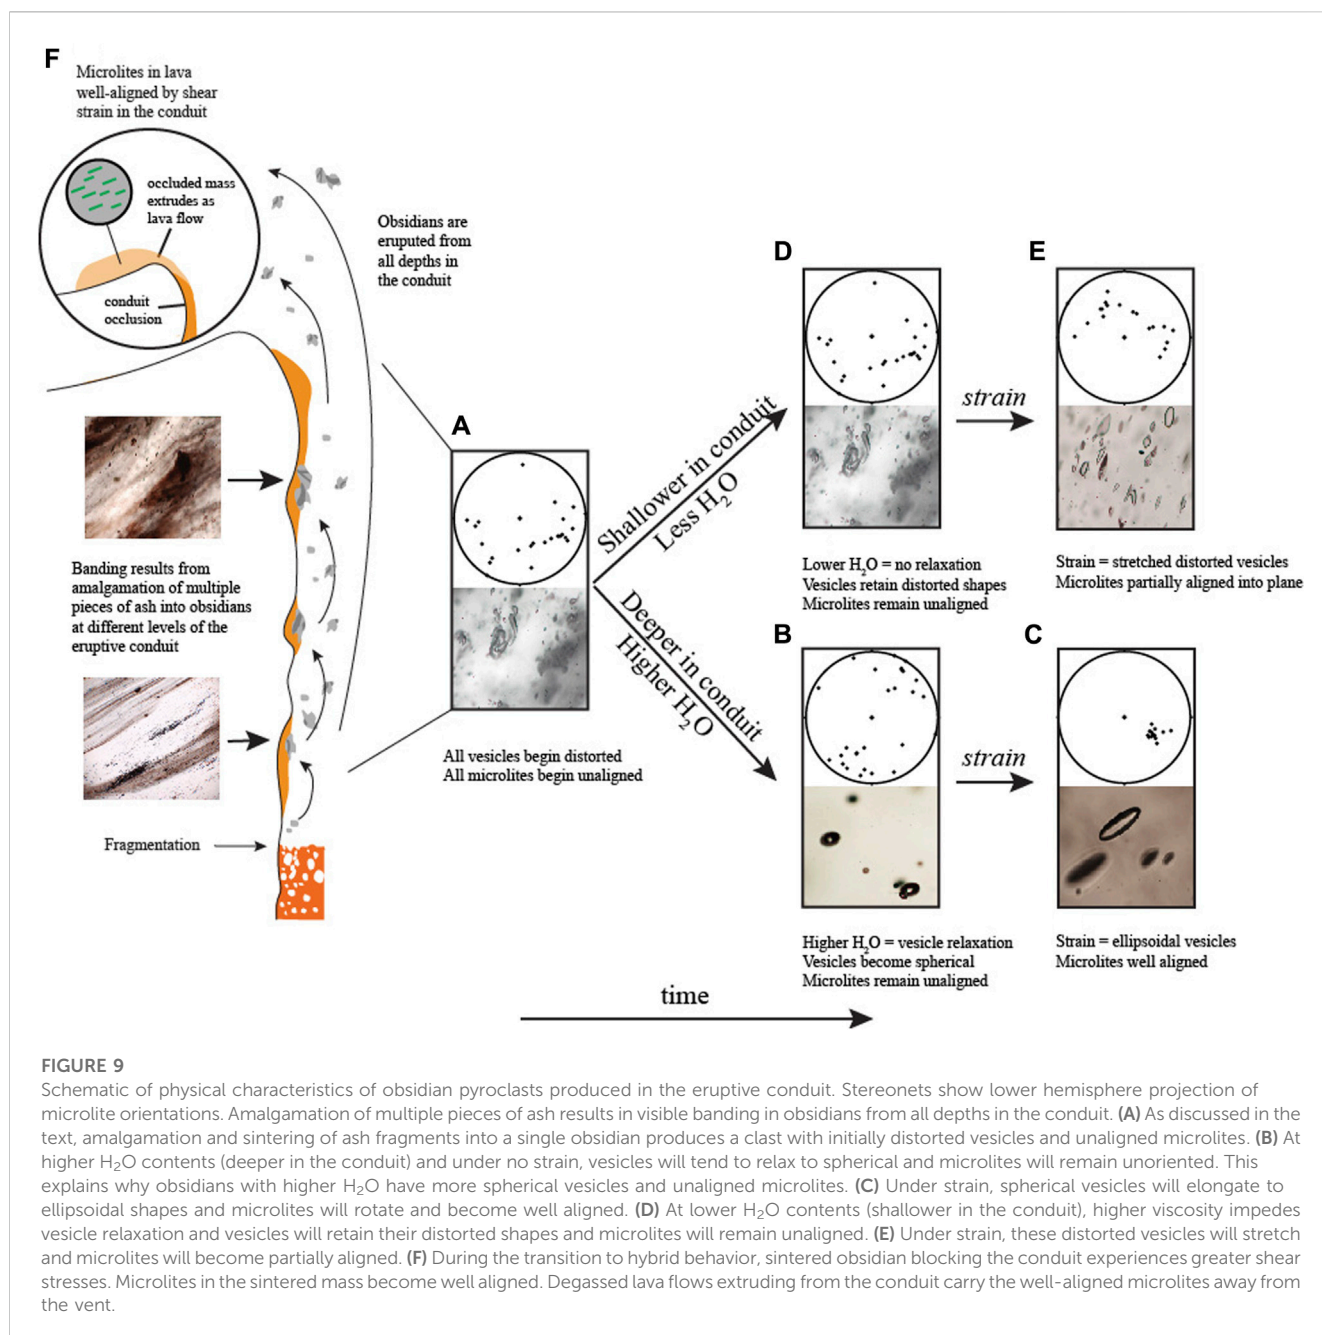 F
Microlites in lava
well-aligned by shear
strain in the conduit
occluded mass
extrudes as
lava flow
conduit
occlusion
Obsidians are
eruputed from
all depths in
the conduit
Banding results from
amalgamation of multiple
pieces of ash into obsidians
at different levels of the
eruptive conduit
Fragmentation
A
All vesicles begin distorted
All microlites begin unaligned
Shallower in conduit
Less H₂O
Deeper in conduit
Higher H₂O
D
Lower H₂O = no relaxation
Vesicles retain distorted shapes
Microlites remain unaligned
strain
E
Strain = stretched distorted vesicles
Microlites partially aligned into plane
B
Higher H₂O = vesicle relaxation
Vesicles become spherical
Microlites remain unaligned
strain
C
Strain = ellipsoidal vesicles
Microlites well aligned
time
FIGURE 9
Schematic of physical characteristics of obsidian pyroclasts produced in the eruptive conduit. Stereonets show lower hemisphere projection of
microlite orientations. Amalgamation of multiple pieces of ash results in visible banding in obsidians from all depths in the conduit. (A) As discussed in the
text, amalgamation and sintering of ash fragments into a single obsidian produces a clast with initially distorted vesicles and unaligned microlites. (B) At
higher H₂O contents (deeper in the conduit) and under no strain, vesicles will tend to relax to spherical and microlites will remain unoriented. This
explains why obsidians with higher H₂O have more spherical vesicles and unaligned microlites. (C) Under strain, spherical vesicles will elongate to
ellipsoidal shapes and microlites will rotate and become well aligned. (D) At lower H₂O contents (shallower in the conduit), higher viscosity impedes
vesicle relaxation and vesicles will retain their distorted shapes and microlites will remain unaligned. (E) Under strain, these distorted vesicles will stretch
and microlites will become partially aligned. (F) During the transition to hybrid behavior, sintered obsidian blocking the conduit experiences greater shear
stresses. Microlites in the sintered mass become well aligned. Degassed lava flows extruding from the conduit carry the well-aligned microlites away from
the vent.